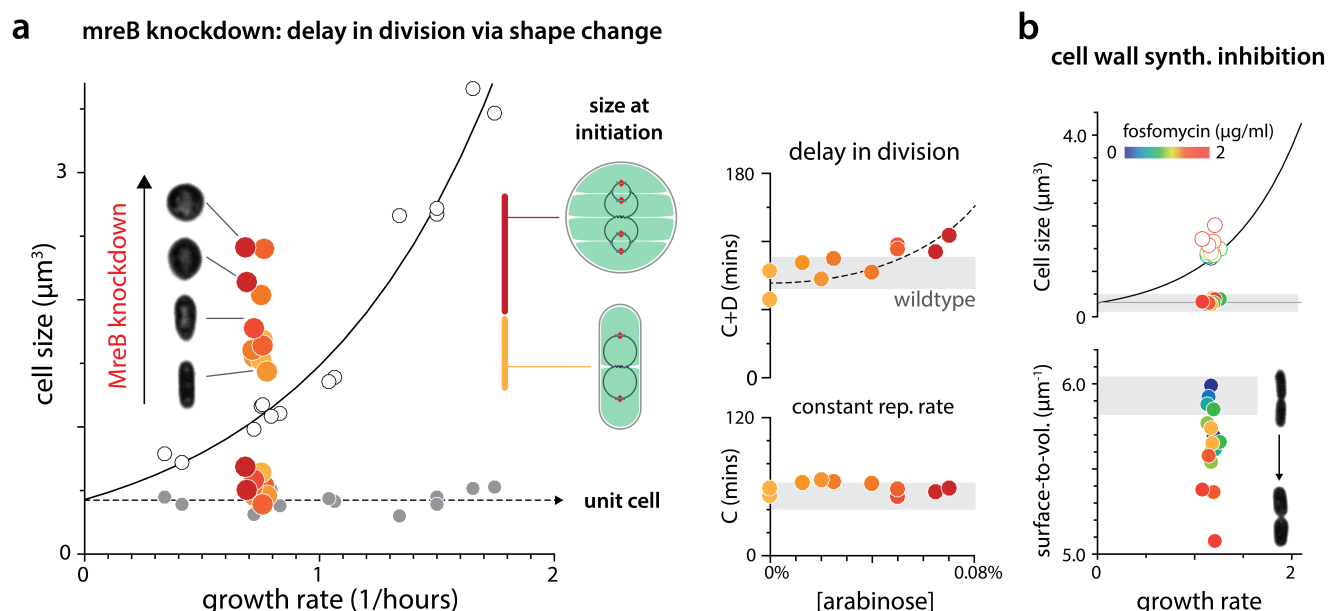 a
mreB knockdown: delay in division via shape change
cell size (μm³)
3
0
0
1
2
growth rate (1/hours)
MreB knockdown
size at
initiation
unit cell
delay in division
180
0
C+D (mins)
wildtype
constant rep. rate
120
0
C (mins)
0%
0.08%
[arabinose]
b
cell wall synth. inhibition
fosfomycin (μg/ml)
0
2
4.0
0
Cell size (μm³)
6.0
5.0
surface-to-vol. (μm⁻¹)
0
2
growth rate